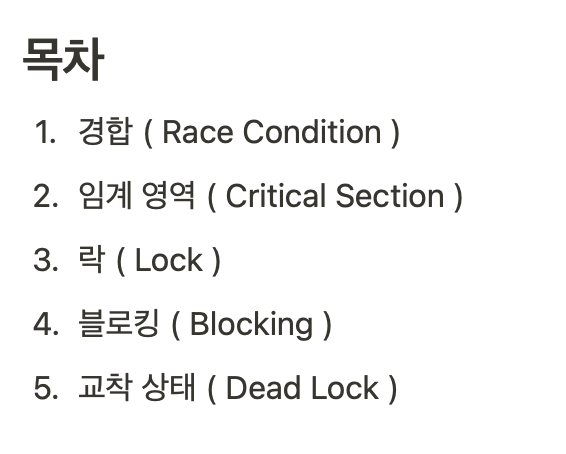 목차
1. 경합 ( Race Condition )
2. 임계 영역 ( Critical Section )
3. 락 ( Lock )
4. 블로킹 ( Blocking )
5. 교착 상태 ( Dead Lock )